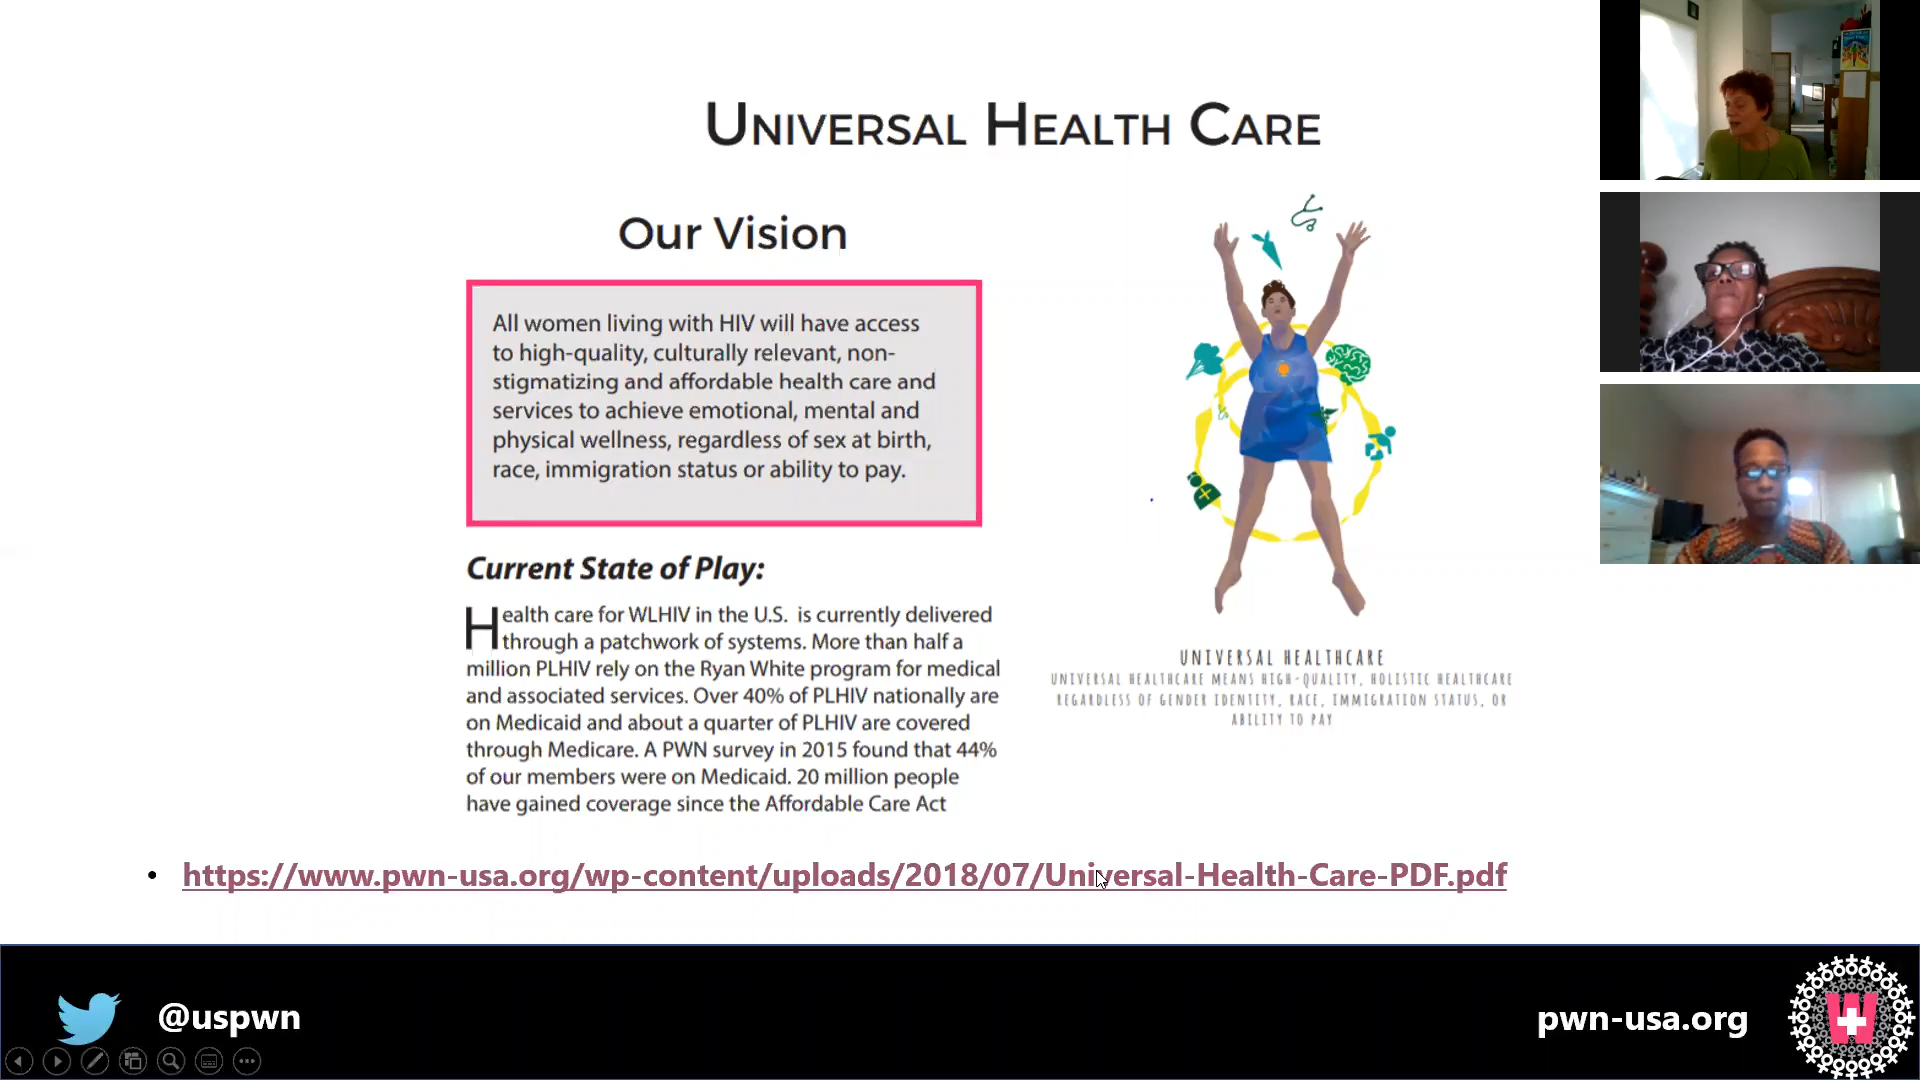 UNIVERSAL HEALTH CARE
Our Vision
All women living with HIV will have access
to high-quality, culturally relevant, non-
stigmatizing and affordable health care and
services to achieve emotional, mental and
physical wellness, regardless of sex at birth,
race, immigration status or ability to pay.
Current State of Play:
Health care for WLHIV in the U.S. is currently delivered
through a patchwork of systems. More than half a
million PLHIV rely on the Ryan White program for medical
and associated services. Over 40% of PLHIV nationally are
on Medicaid and about a quarter of PLHIV are covered
through Medicare. A PWN survey in 2015 found that 44%
of our members were on Medicaid. 20 million people
have gained coverage since the Affordable Care Act
UNIVERSAL HEALTHCARE
UNIVERSAL HEALTHCARE MEANS HIGH-QUALITY, HOLISTIC HEALTHCARE
REGARDLESS OF GENDER IDENTITY, RACE, IMMIGRATION STATUS, OR
ABILITY TO PAY
• https://www.pwn-usa.org/wp-content/uploads/2018/07/Universal-Health-Care-PDF.pdf
@uspwn
pwn-usa.org
W